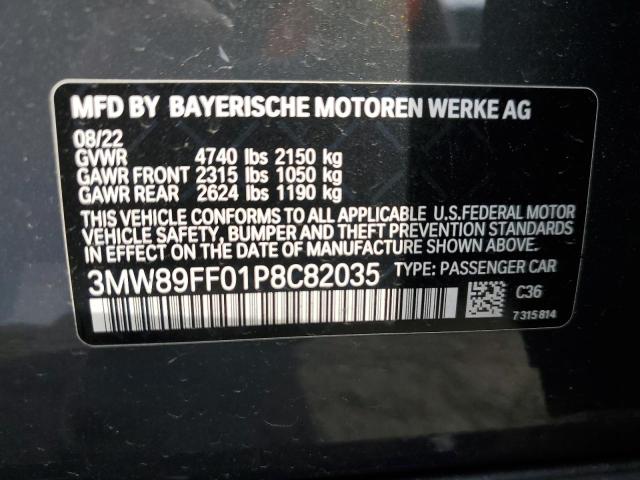 MFD BY BAYERISCHE MOTOREN WERKE AG
08/22
GVWR 4740 lbs 2150 kg
GAWR FRONT 2315 lbs 1050 kg
GAWR REAR 2624 lbs 1190 kg
THIS VEHICLE CONFORMS TO ALL APPLICABLE U.S.FEDERAL MOTOR
VEHICLE SAFETY, BUMPER AND THEFT PREVENTION STANDARDS
IN EFFECT ON THE DATE OF MANUFACTURE SHOWN ABOVE.
3MW89FF01P8C82035 TYPE: PASSENGER CAR
C36
7315814